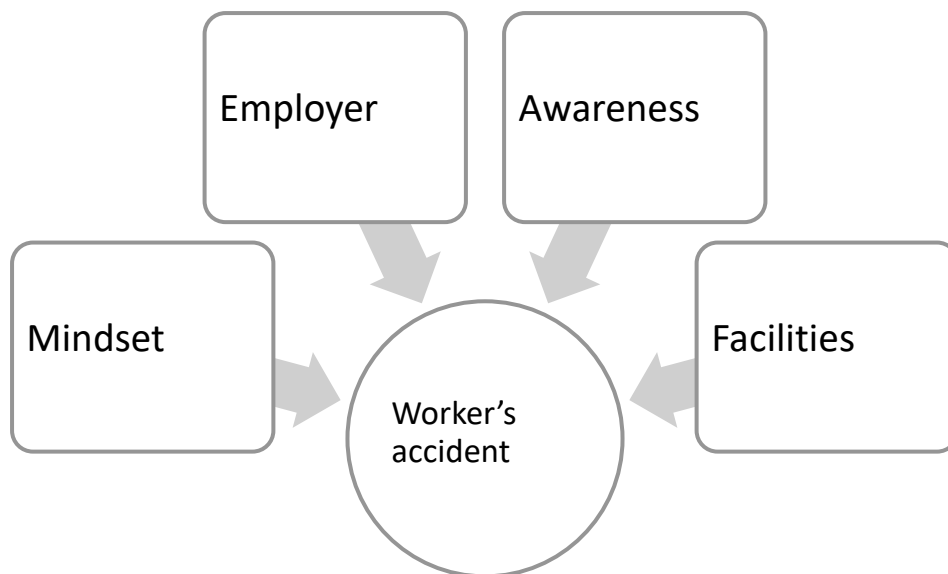 Employer
Awareness
Mindset
Facilities
Worker’s
accident